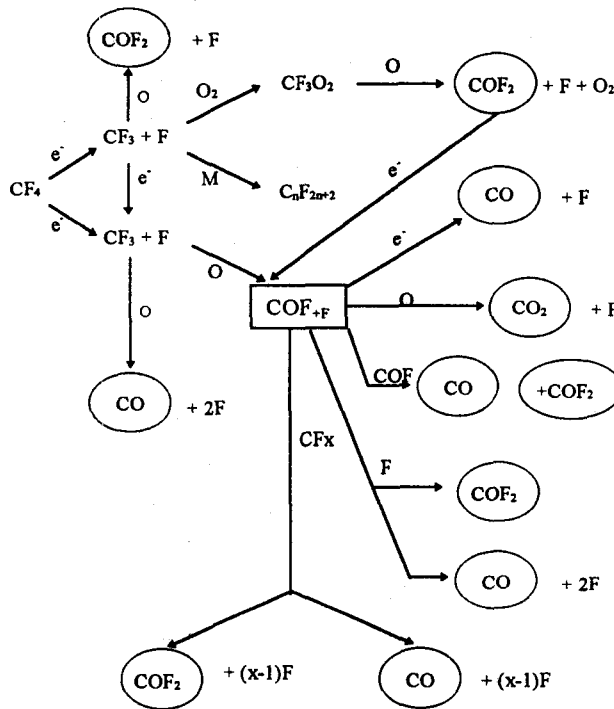 COF₂ + F
O
O₂ CF₃O₂ O COF₂ + F + O₂
CF₃ + F
e⁻ e⁻ M CₙF₂ₙ₊₂ e⁻
CF₄ CO + F
e⁻ CF₃ + F e⁻
O
COF +F O CO₂ + F
O
COF CO +COF₂
CO + 2F
CFx
F COF₂
CO + 2F
COF₂ + (x-1)F CO + (x-1)F